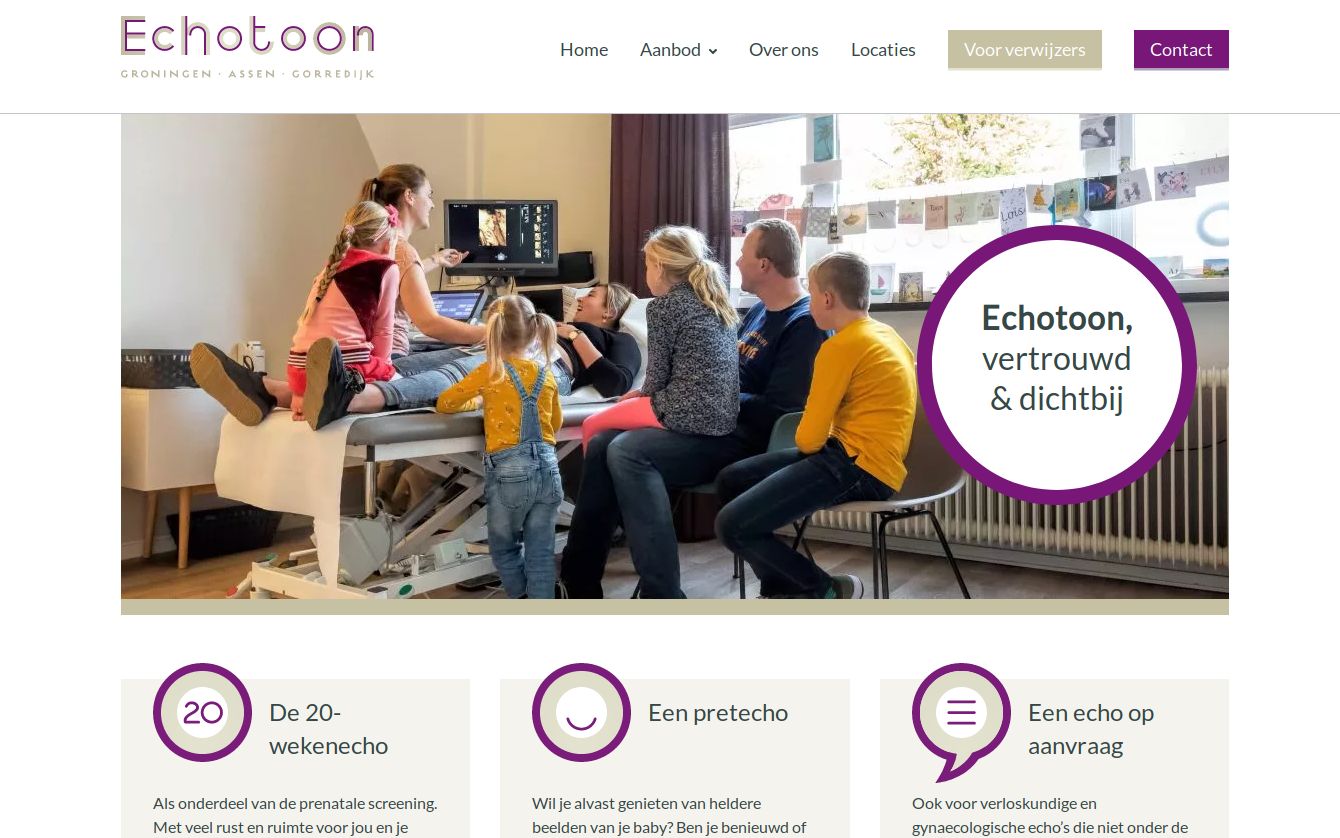 Echotoon
GRONINGEN · ASSEN · GORREDIJK
Home
Aanbod
Over ons
Locaties
Voor verwijzers
Contact
Lois
Echotoon,
vertrouwd
& dichtbij
20
De 20-
wekenecho
Een pretecho
Een echo op
aanvraag
Als onderdeel van de prenatale screening.
Met veel rust en ruimte voor jou en je
Wil je alvast genieten van heldere
beelden van je baby? Ben je benieuwd of
Ook voor verloskundige en
gynaecologische echo's die niet onder de